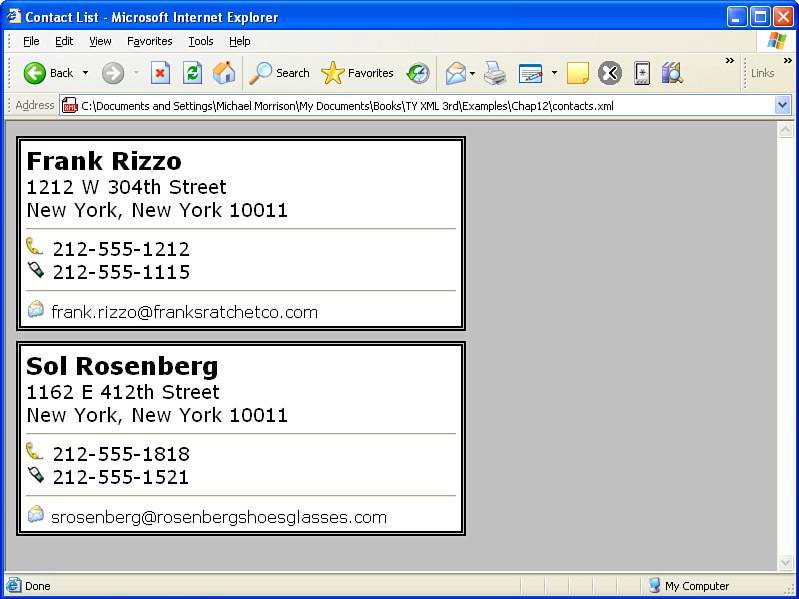 Contact List - Microsoft Internet Explorer
File Edit View Favorites Tools Help
Back Search Favorites » Links »
Address C:\Documents and Settings\Michael Morrison\My Documents\Books\TY XML 3rd\Examples\Chap12\contacts.xml
Frank Rizzo
1212 W 304th Street
New York, New York 10011
212-555-1212
212-555-1115
frank.rizzo@franksratchetco.com
Sol Rosenberg
1162 E 412th Street
New York, New York 10011
212-555-1818
212-555-1521
srosenberg@rosenbergshoesglasses.com
Done My Computer